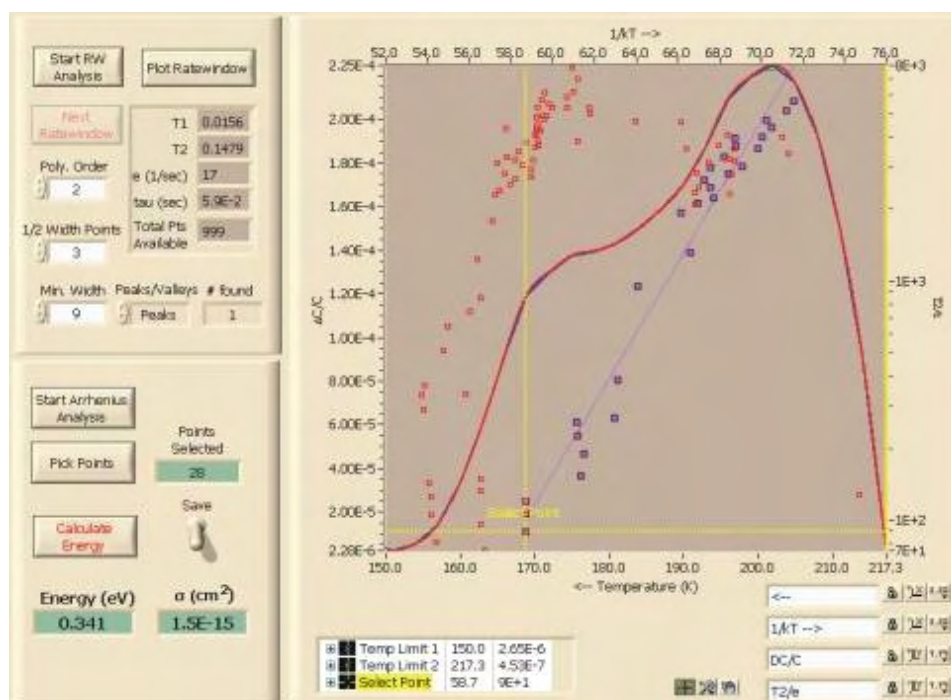 Start RW
Analysis
Plot Ratewindow
Next
Ratewindow
T1 0.0156
T2 0.1479
e (1/sec) 17
tau (sec) 5.9E-2
Total Pts
Available 999
Poly. Order
2
1/2 Width Points
3
Min. Width
9
Peaks/Valleys
Peaks
# found
1
Start Arrhenius
Analysis
Pick Points
Points
Selected
28
Save
Calculate
Energy
Energy (eV)
0.341
σ (cm²)
1.5E-15
1/kT -->
52.0 54.0 56.0 58.0 60.0 62.0 64.0 66.0 68.0 70.0 72.0 74.0 76.0
2.25E-4
2.00E-4
1.80E-4
1.60E-4
1.40E-4
1.20E-4
1.00E-4
8.00E-5
6.00E-5
4.00E-5
2.00E-5
2.28E-6
ΔC/C
8E+3
1E+3
1E+2
7E+1
T2/e
Select Point
150.0 160.0 170.0 180.0 190.0 200.0 210.0 217.3
<-- Temperature (K)
Temp Limit 1 150.0 2.65E-6
Temp Limit 2 217.3 4.53E-7
Select Point 58.7 9E+1
<--
1/kT -->
DC/C
T2/e